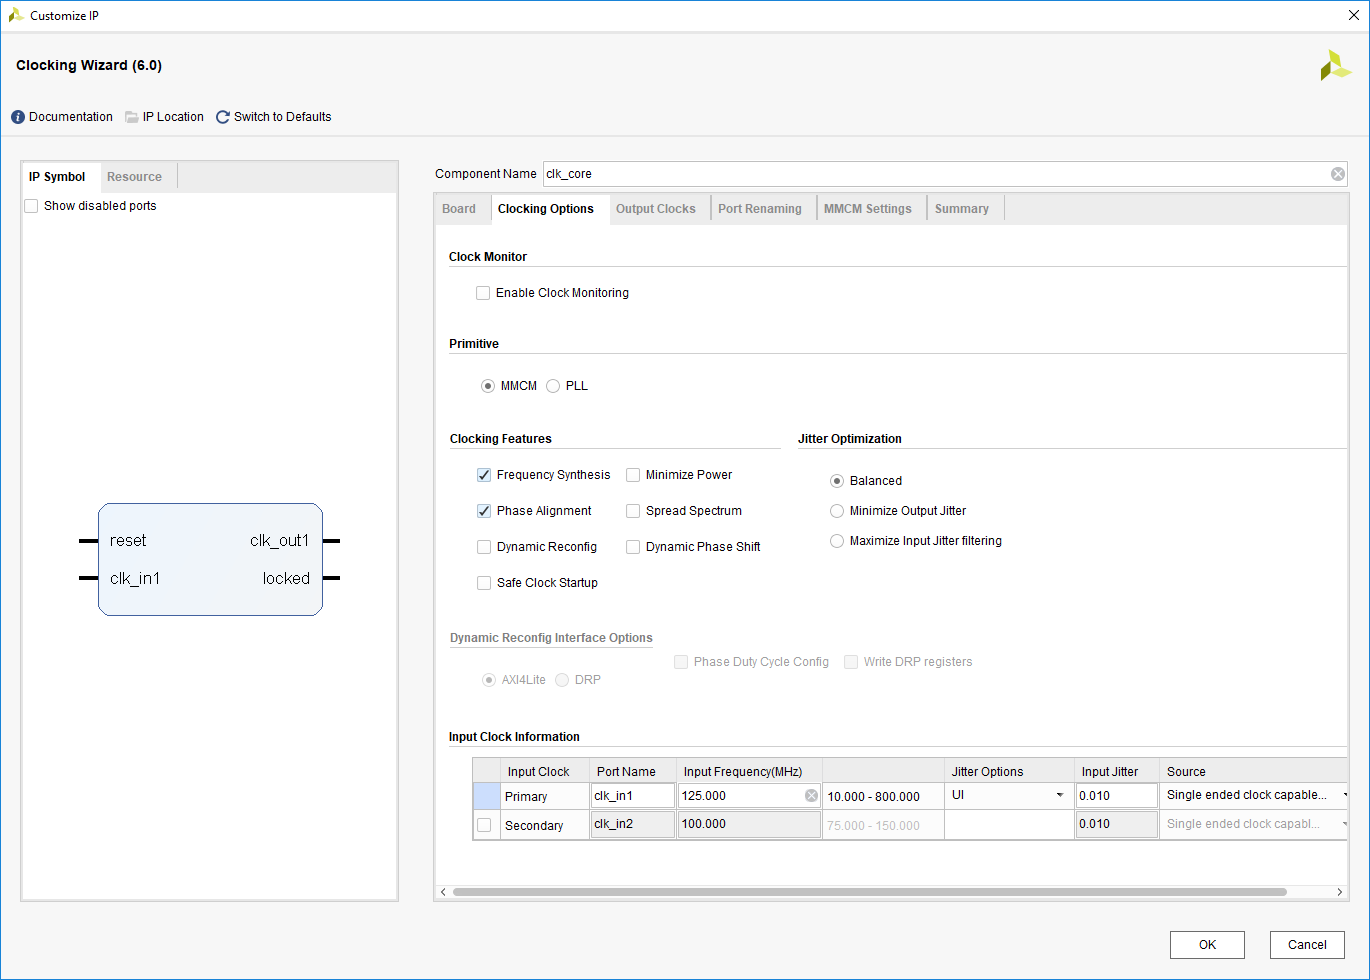 Customize IP
Clocking Wizard (6.0)
Documentation IP Location Switch to Defaults
IP Symbol Resource
Show disabled ports
reset clk_out1
clk_in1 locked
Component Name clk_core
Board Clocking Options Output Clocks Port Renaming MMCM Settings Summary
Clock Monitor
Enable Clock Monitoring
Primitive
MMCM PLL
Clocking Features Jitter Optimization
Frequency Synthesis Minimize Power Balanced
Phase Alignment Spread Spectrum Minimize Output Jitter
Dynamic Reconfig Dynamic Phase Shift Maximize Input Jitter filtering
Safe Clock Startup
Dynamic Reconfig Interface Options
Phase Duty Cycle Config Write DRP registers
AXI4Lite DRP
Input Clock Information
Input Clock Port Name Input Frequency(MHz) Jitter Options Input Jitter Source
Primary clk_in1 125.000 10.000 - 800.000 UI 0.010 Single ended clock capable...
Secondary clk_in2 100.000 75.000 - 150.000 0.010 Single ended clock capabl...
OK Cancel